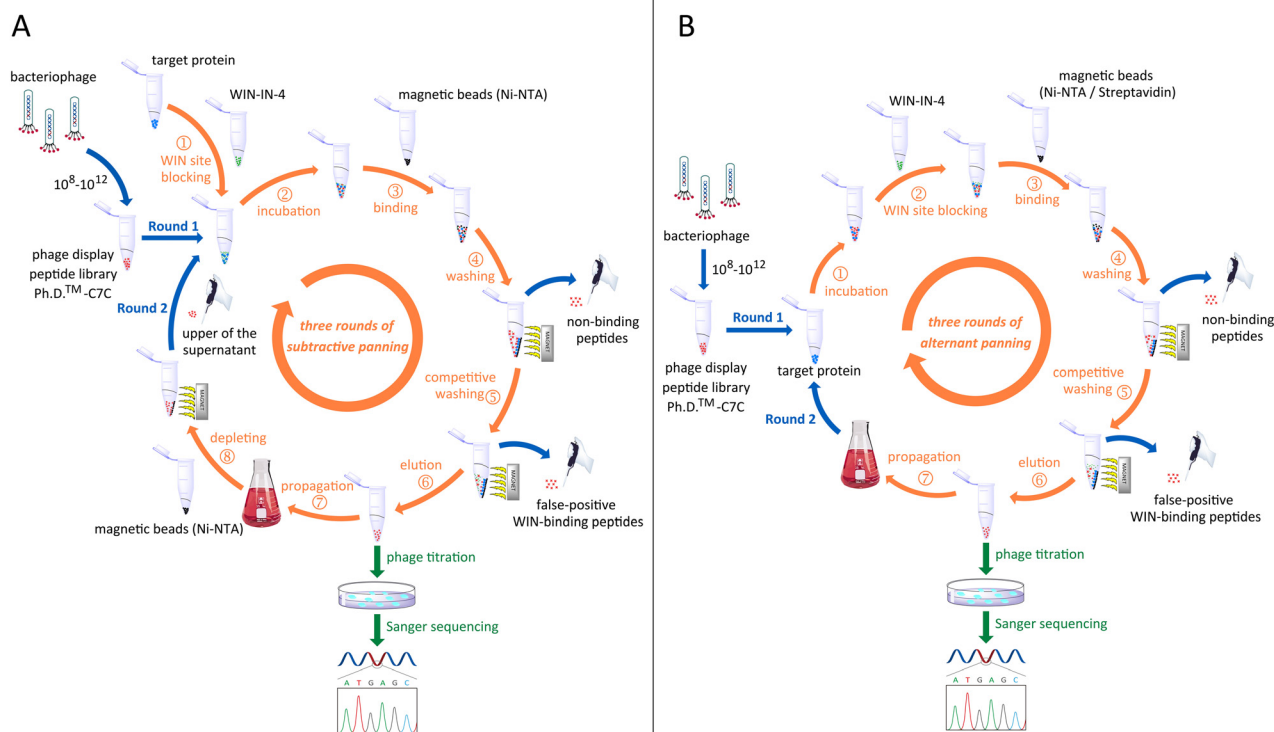 A
target protein
bacteriophage
WIN-IN-4
magnetic beads (Ni-NTA)
①
WIN site
blocking
10⁸-10¹²
②
incubation
③
binding
Round 1
phage display
peptide library
Ph.D.™-C7C
④
washing
Round 2
upper of the
supernatant
three rounds of
subtractive panning
non-binding
peptides
MAGNET
competitive
washing⑤
MAGNET
depleting
⑧
elution
⑥
MAGNET
propagation
⑦
false-positive
WIN-binding peptides
magnetic beads (Ni-NTA)
phage titration
Sanger sequencing
A T G A G C
B
magnetic beads
(Ni-NTA / Streptavidin)
WIN-IN-4
②
WIN site blocking
③
binding
bacteriophage
10⁸-10¹²
①
incubation
④
washing
Round 1
phage display
peptide library
Ph.D.™-C7C
target protein
three rounds of
alternant panning
MAGNET
non-binding
peptides
competitive
washing⑤
Round 2
propagation
⑦
elution
⑥
MAGNET
false-positive
WIN-binding peptides
phage titration
Sanger sequencing
A T G A G C